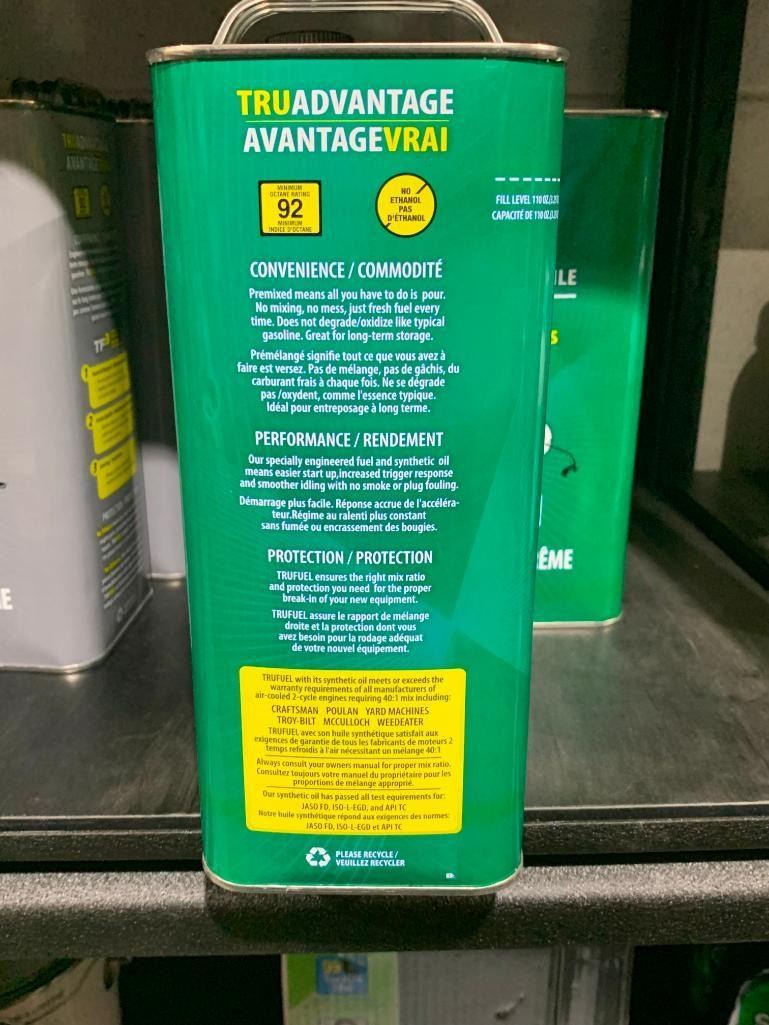 TRUADVANTAGE
AVANTAGEVRAI
MINIMUM
OCTANE RATING
92
MINIMUM
INDICE D'OCTANE
NO
ETHANOL
PAS
D'ÉTHANOL
FILL LEVEL 110 OZ.
CAPACITÉ DE 110 OZ.
CONVENIENCE / COMMODITÉ
Premixed means all you have to do is pour.
No mixing, no mess, just fresh fuel every
time. Does not degrade/oxidize like typical
gasoline. Great for long-term storage.
Prémélangé signifie tout ce que vous avez à
faire est versez. Pas de mélange, pas de gâchis, du
carburant frais à chaque fois. Ne se dégrade
pas /oxydent, comme l'essence typique.
Idéal pour entreposage à long terme.
PERFORMANCE / RENDEMENT
Our specially engineered fuel and synthetic oil
means easier start up,increased trigger response
and smoother idling with no smoke or plug fouling.
Démarrage plus facile. Réponse accrue de l'accéléra-
teur.Régime au ralenti plus constant
sans fumée ou encrassement des bougies.
PROTECTION / PROTECTION
TRUFUEL ensures the right mix ratio
and protection you need for the proper
break-in of your new equipment.
TRUFUEL assure le rapport de mélange
droite et la protection dont vous
avez besoin pour la rodage adéquat
de votre nouvel équipement.
TRUFUEL with its synthetic oil meets or exceeds the
warranty requirements of all manufacturers of
air-cooled 2-cycle engines requiring 40:1 mix including:
CRAFTSMAN POULAN YARD MACHINES
TROY-BILT MCCULLOCH WEEDEATER
TRUFUEL avec son huile synthétique satisfait aux
exigences de garantie de tous les fabricants de moteurs 2
temps refroidis à l'air nécessitant un mélange 40:1
Always consult your owners manual for proper mix ratio.
Consultez toujours votre manuel du propriétaire pour les
proportions de mélange approprié.
Our synthetic oil has passed all test equirements for:
JASO FD, ISO-L-EGD, and API TC
Notre huile synthétique répond aux exigences des normes:
JASO FD, ISO-L-EGD et API TC
PLEASE RECYCLE /
VEUILLEZ RECYCLER
TRUADVANTAGE
AVANTAGEVRAI
TF3
1
2
3
E
ILE
S
ÊME